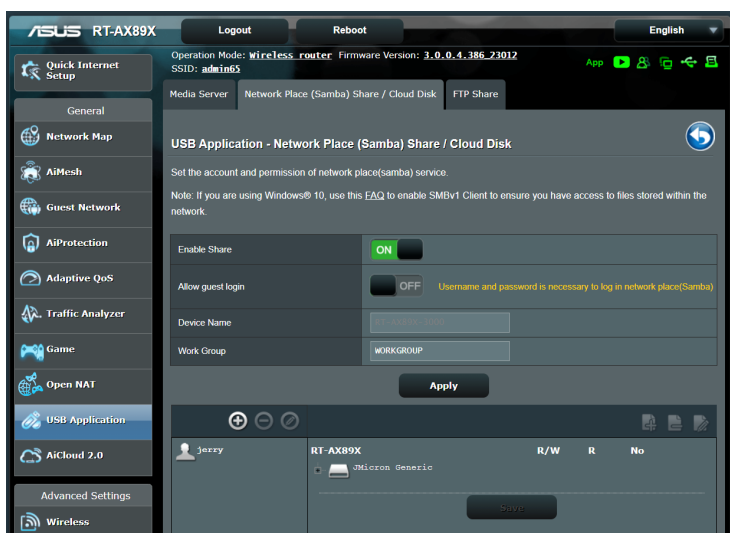 ASUS RT-AX89X
Logout
Reboot
English
Quick Internet
Setup
General
Network Map
AiMesh
Guest Network
AiProtection
Adaptive QoS
Traffic Analyzer
Game
Open NAT
USB Application
AiCloud 2.0
Advanced Settings
Wireless
Operation Mode: Wireless router Firmware Version: 3.0.0.4.386_23012
SSID: admin65
App
Media Server
Network Place (Samba) Share / Cloud Disk
FTP Share
USB Application - Network Place (Samba) Share / Cloud Disk
Set the account and permission of network place(samba) service.
Note: If you are using Windows® 10, use this FAQ to enable SMBv1 Client to ensure you have access to files stored within the
network.
Enable Share
ON
Allow guest login
OFF
Username and password is necessary to log in network place(Samba)
Device Name
Work Group
WORKGROUP
Apply
jerry
RT-AX89X R/W R No
JMicron Generic
Save